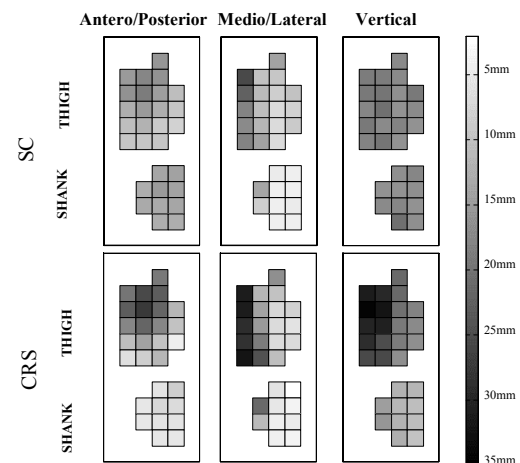 Antero/Posterior Medio/Lateral Vertical
SC
THIGH
SHANK
CRS
THIGH
SHANK
5mm
10mm
15mm
20mm
25mm
30mm
35mm